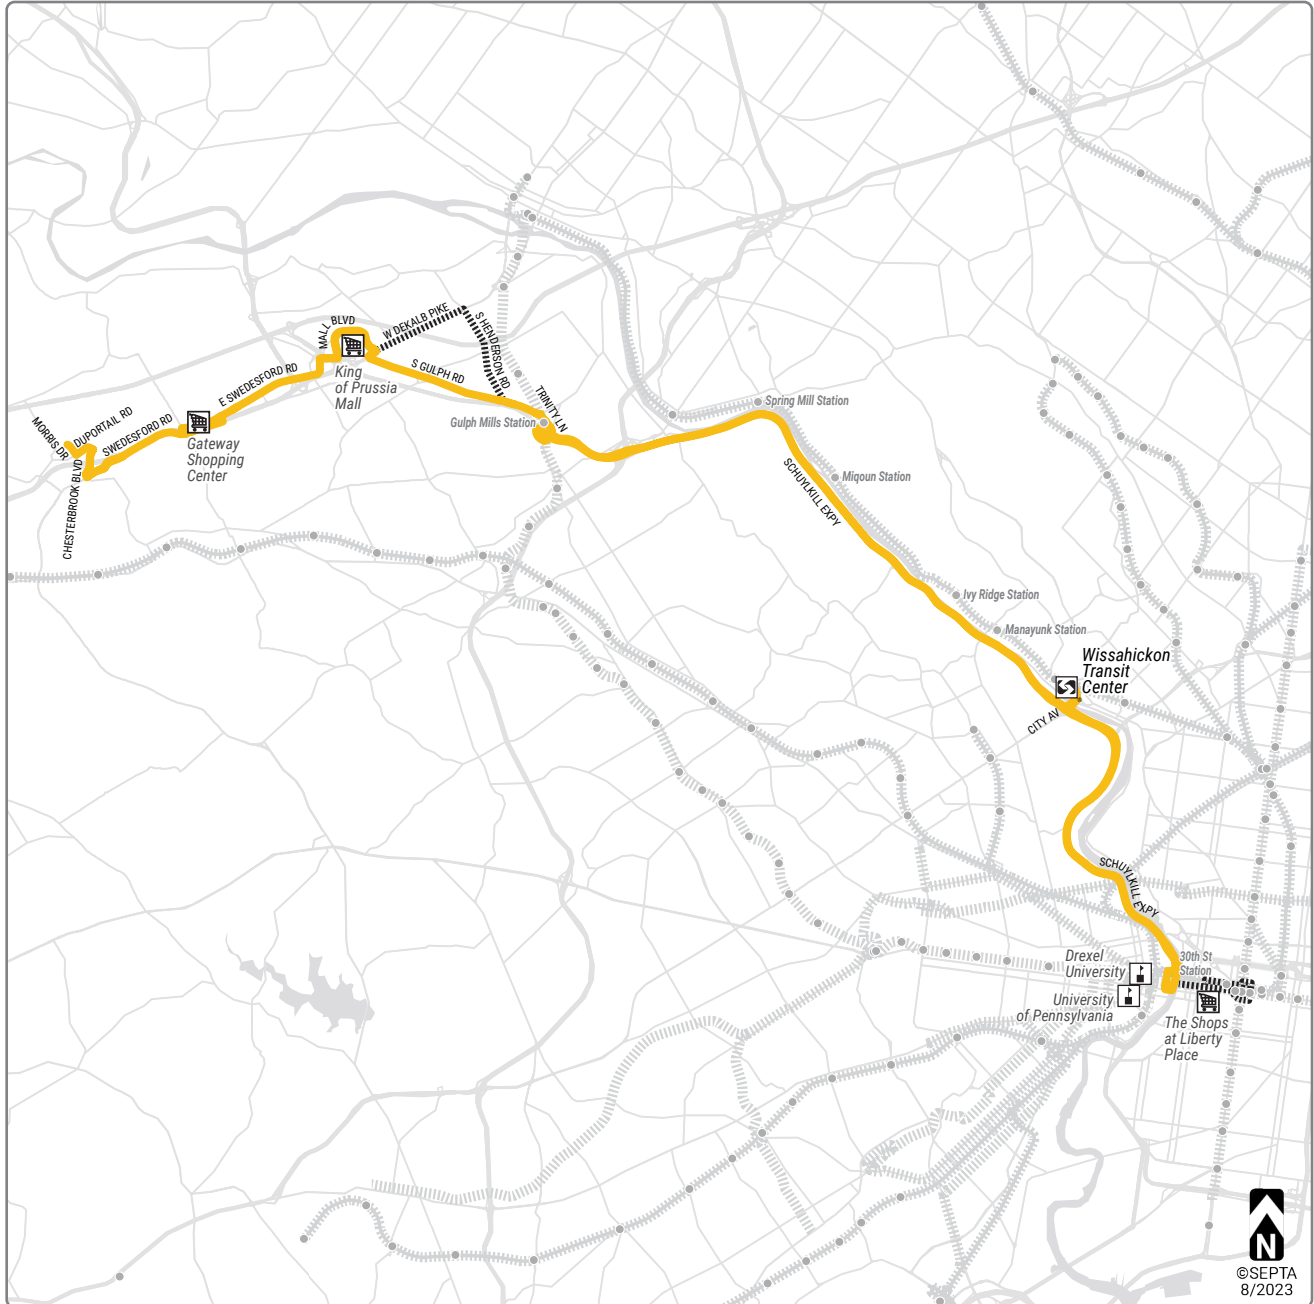 W DEKALB PIKE
MALL BLVD
S HENDERSON RD
King
of Prussia
Mall
S GULPH RD
E SWEDESFORD RD
TRINITY LN
Gulph Mills Station
Spring Mill Station
MORRIS DR
DUPORTAIL RD
SWEDESFORD RD
Gateway
Shopping
Center
CHESTERBROOK BLVD
Miqoun Station
SCHUYLKILL EXPY
Ivy Ridge Station
Manayunk Station
Wissahickon
Transit
Center
CITY AV
SCHUYLKILL EXPY
Drexel
University
30th St
Station
University
of Pennsylvania
The Shops
at Liberty
Place
N
©SEPTA
8/2023